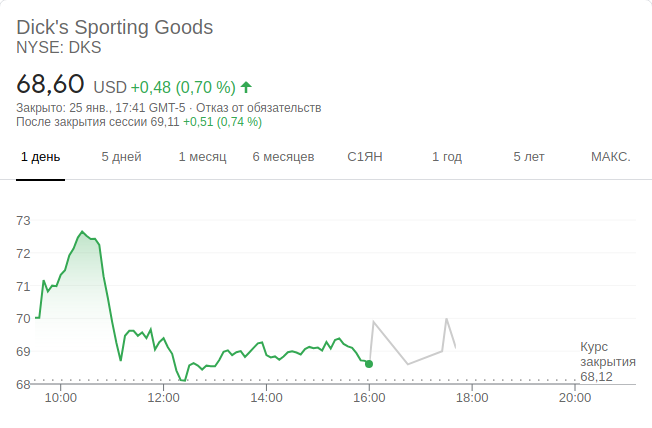 Dick's Sporting Goods
NYSE: DKS
68,60 USD +0,48 (0,70 %)
Закрыто: 25 янв., 17:41 GMT-5 · Отказ от обязательств
После закрытия сессии 69,11 +0,51 (0,74 %)
1 день 5 дней 1 месяц 6 месяцев С1ЯН 1 год 5 лет МАКС.
73
72
71
70
69
68
Курс
закрытия
68,12
10:00 12:00 14:00 16:00 18:00 20:00